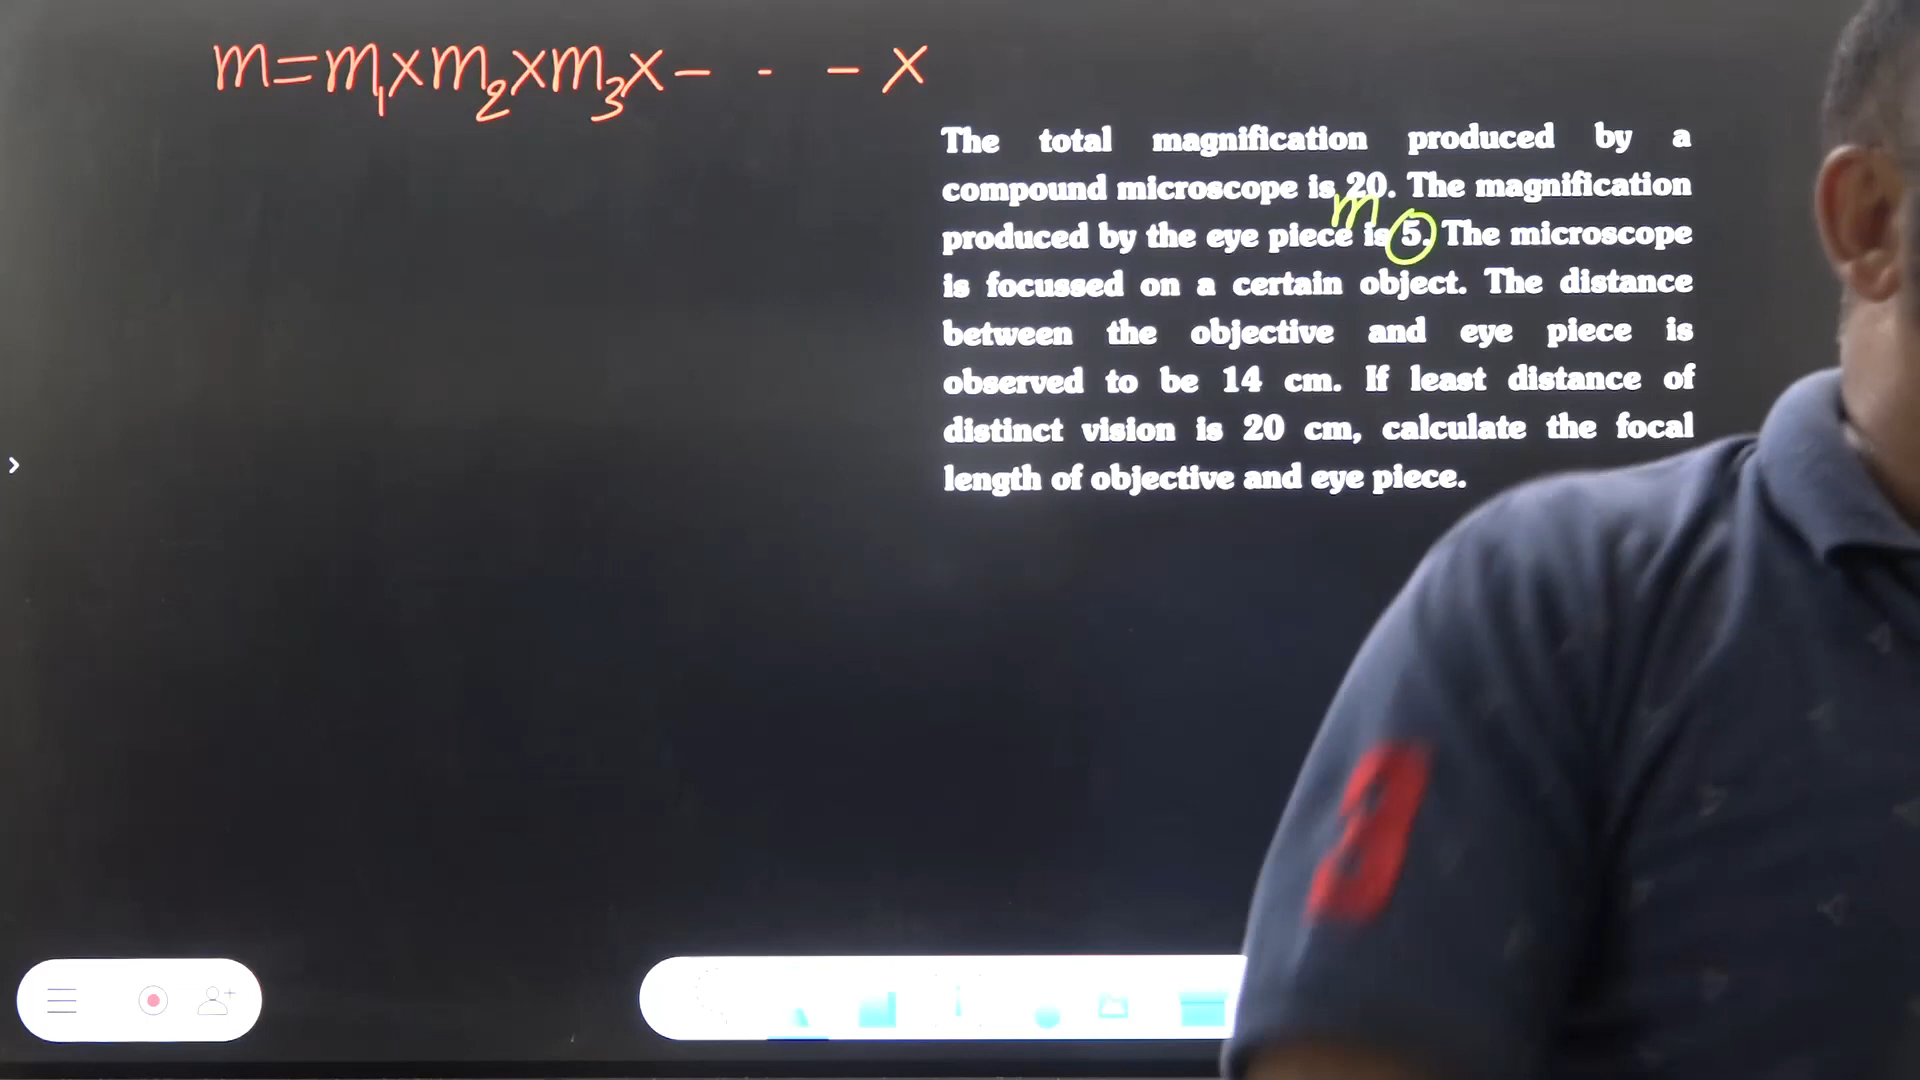 m=m1xm2xm3x- - - x
The total magnification produced by a
compound microscope is 20. The magnification
m
produced by the eye piece is 5. The microscope
is focussed on a certain object. The distance
between the objective and eye piece is
observed to be 14 cm. If least distance of
distinct vision is 20 cm, calculate the focal
length of objective and eye piece.
3